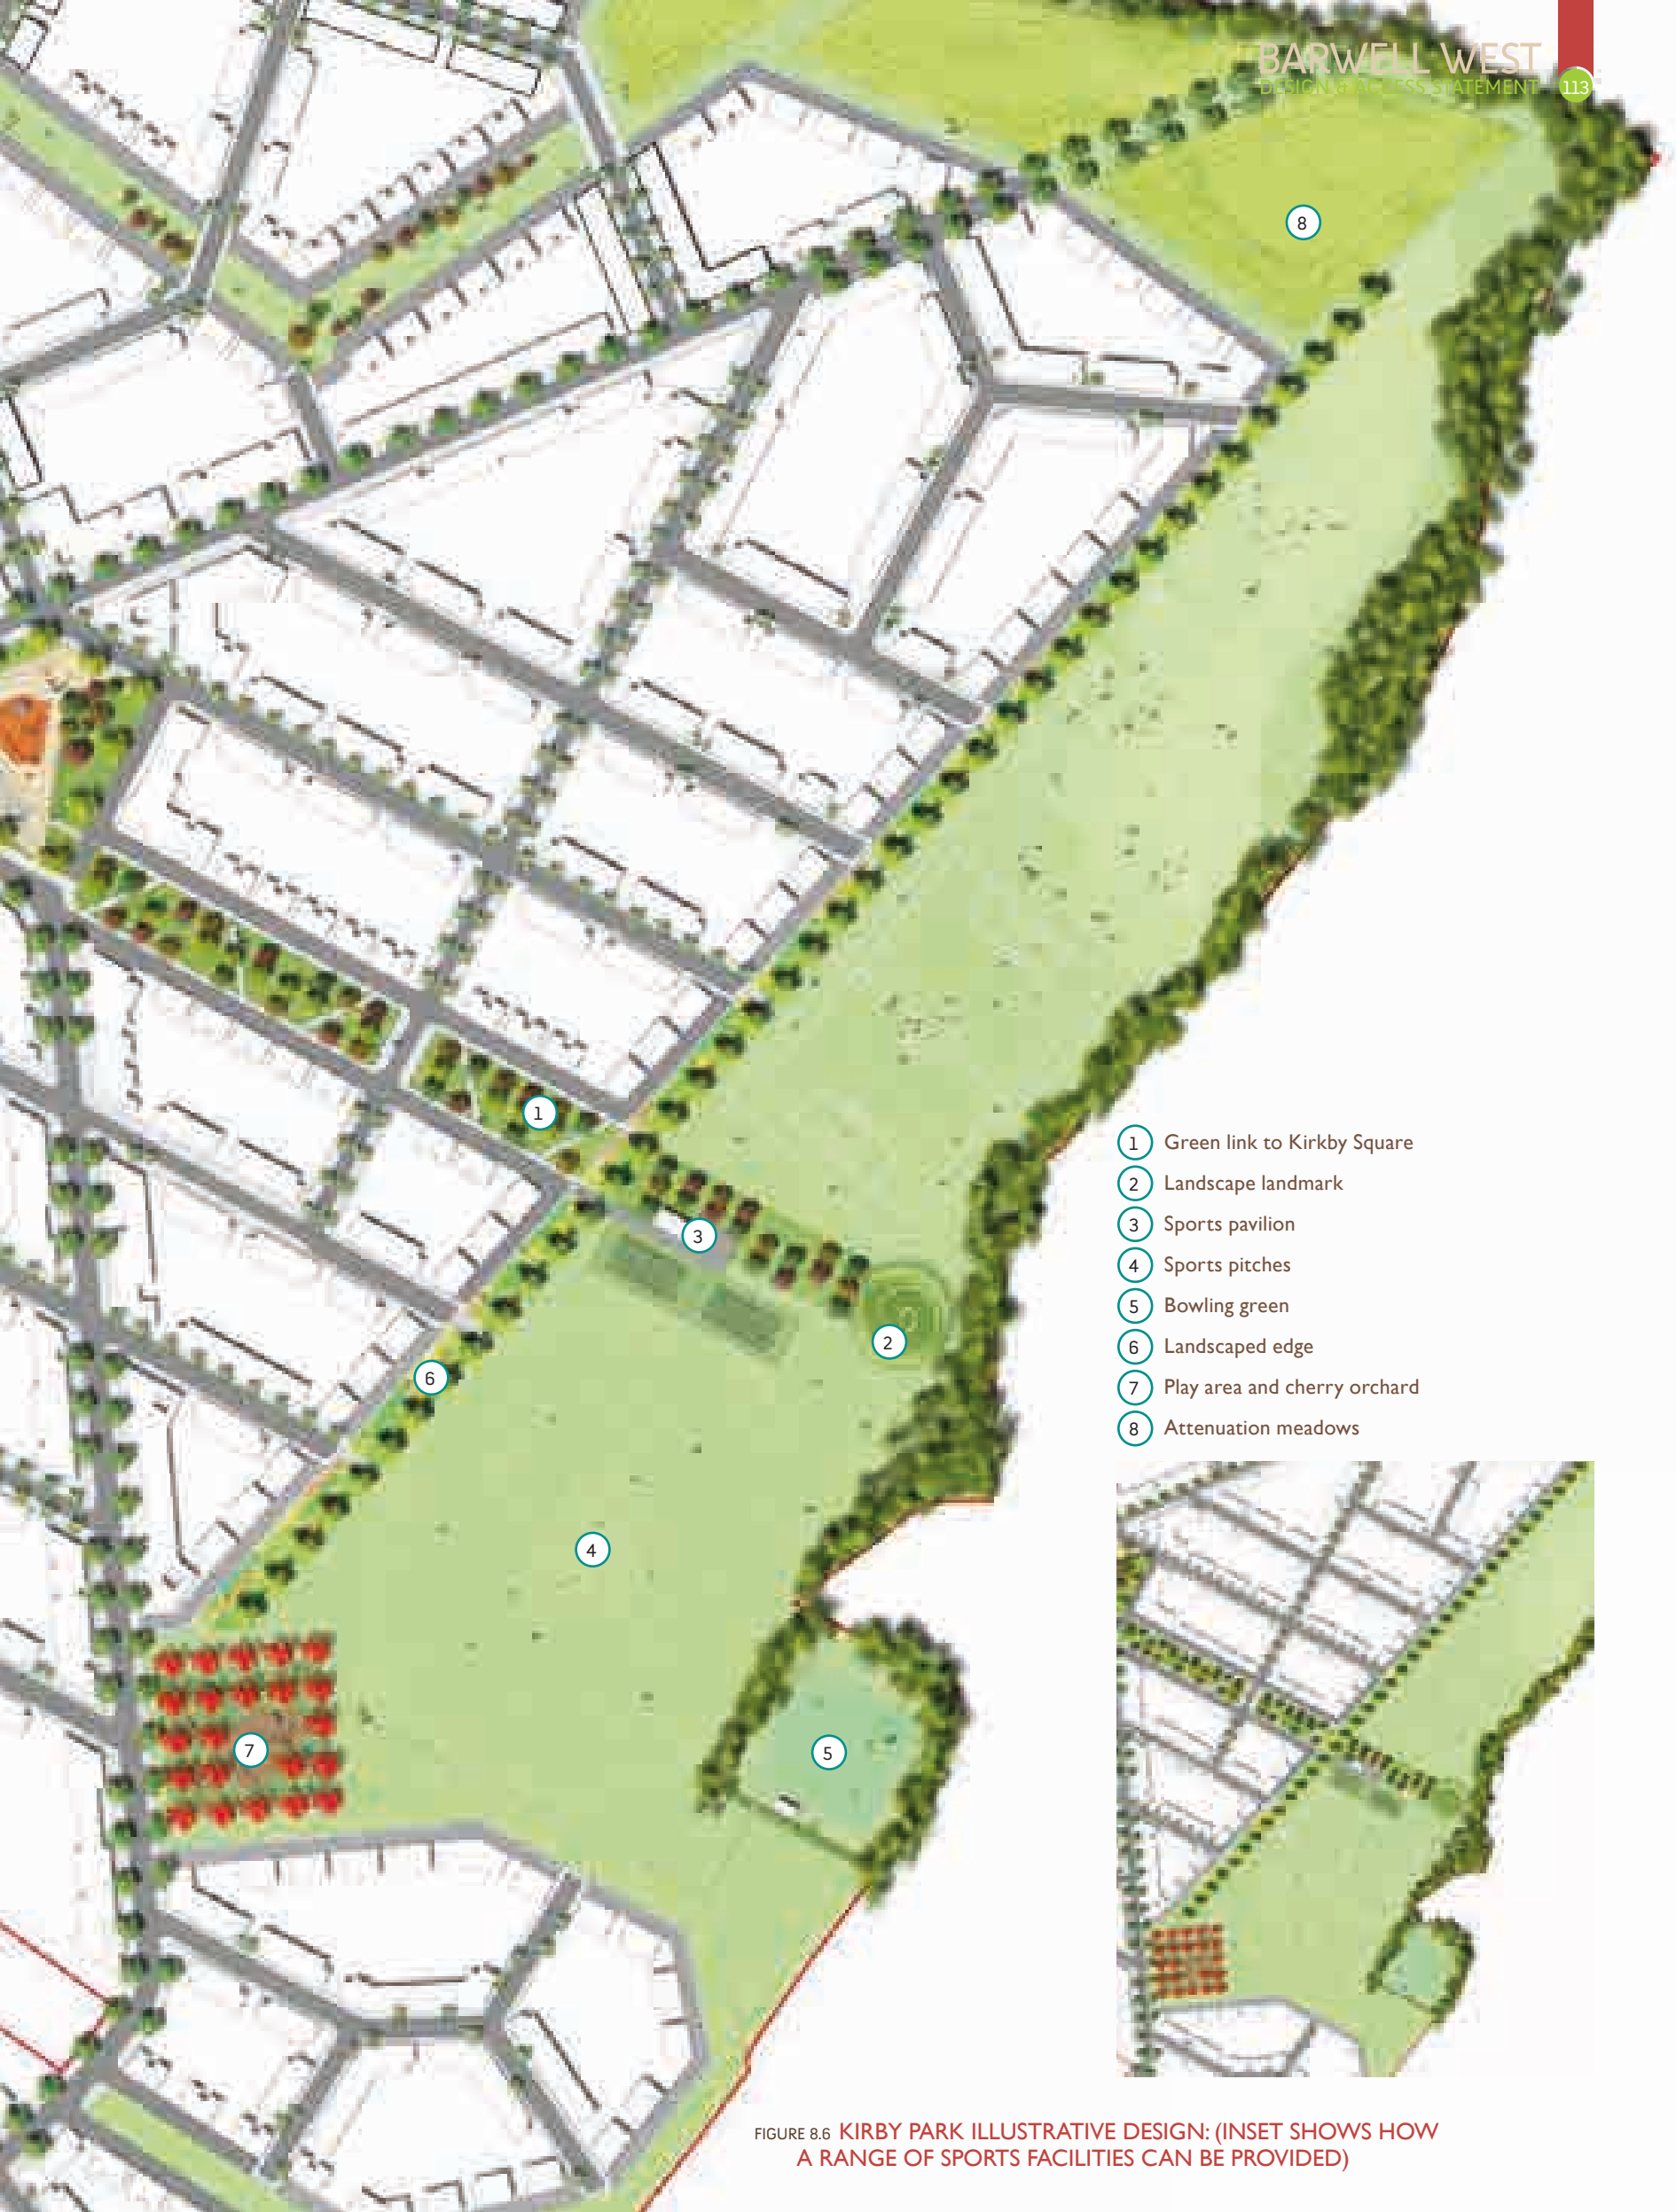 BARWELL WEST
DESIGN & ACCESS STATEMENT 113
8
1
3
2
6
4
7
5
1 Green link to Kirkby Square
2 Landscape landmark
3 Sports pavilion
4 Sports pitches
5 Bowling green
6 Landscaped edge
7 Play area and cherry orchard
8 Attenuation meadows
FIGURE 8.6 KIRBY PARK ILLUSTRATIVE DESIGN: (INSET SHOWS HOW
A RANGE OF SPORTS FACILITIES CAN BE PROVIDED)